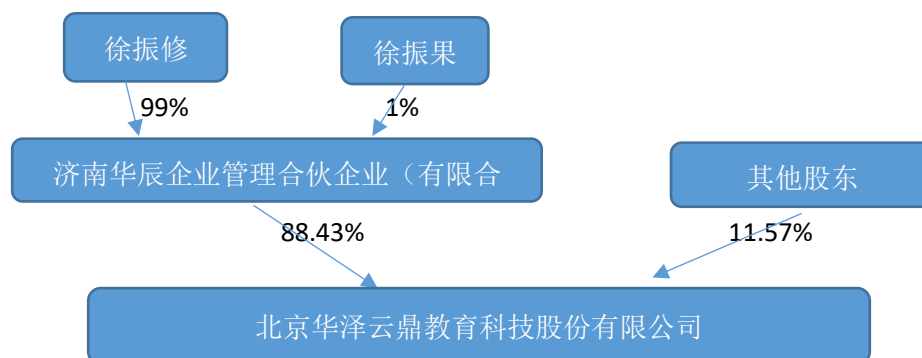 徐振修
徐振果
99%
1%
济南华辰企业管理合伙企业（有限合
其他股东
88.43%
11.57%
北京华泽云鼎教育科技股份有限公司